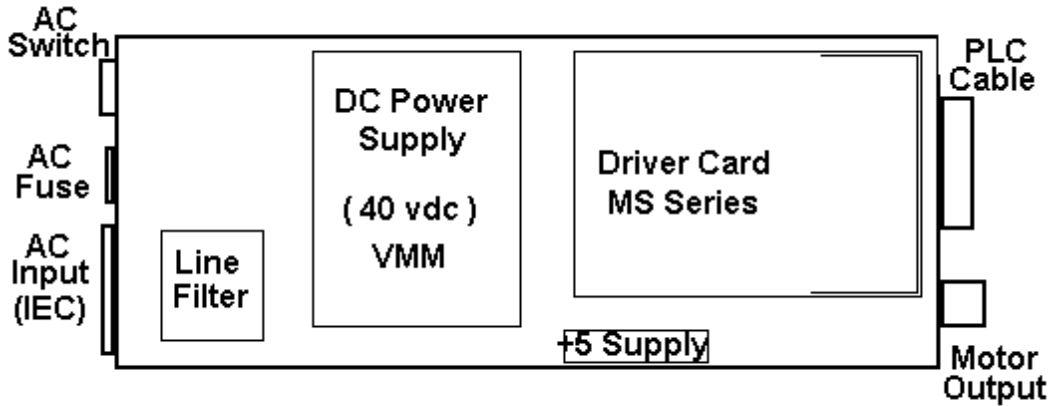 AC
Switch
AC
Fuse
AC
Input
(IEC)
Line
Filter
DC Power
Supply
( 40 vdc )
VMM
Driver Card
MS Series
+5 Supply
PLC
Cable
Motor
Output